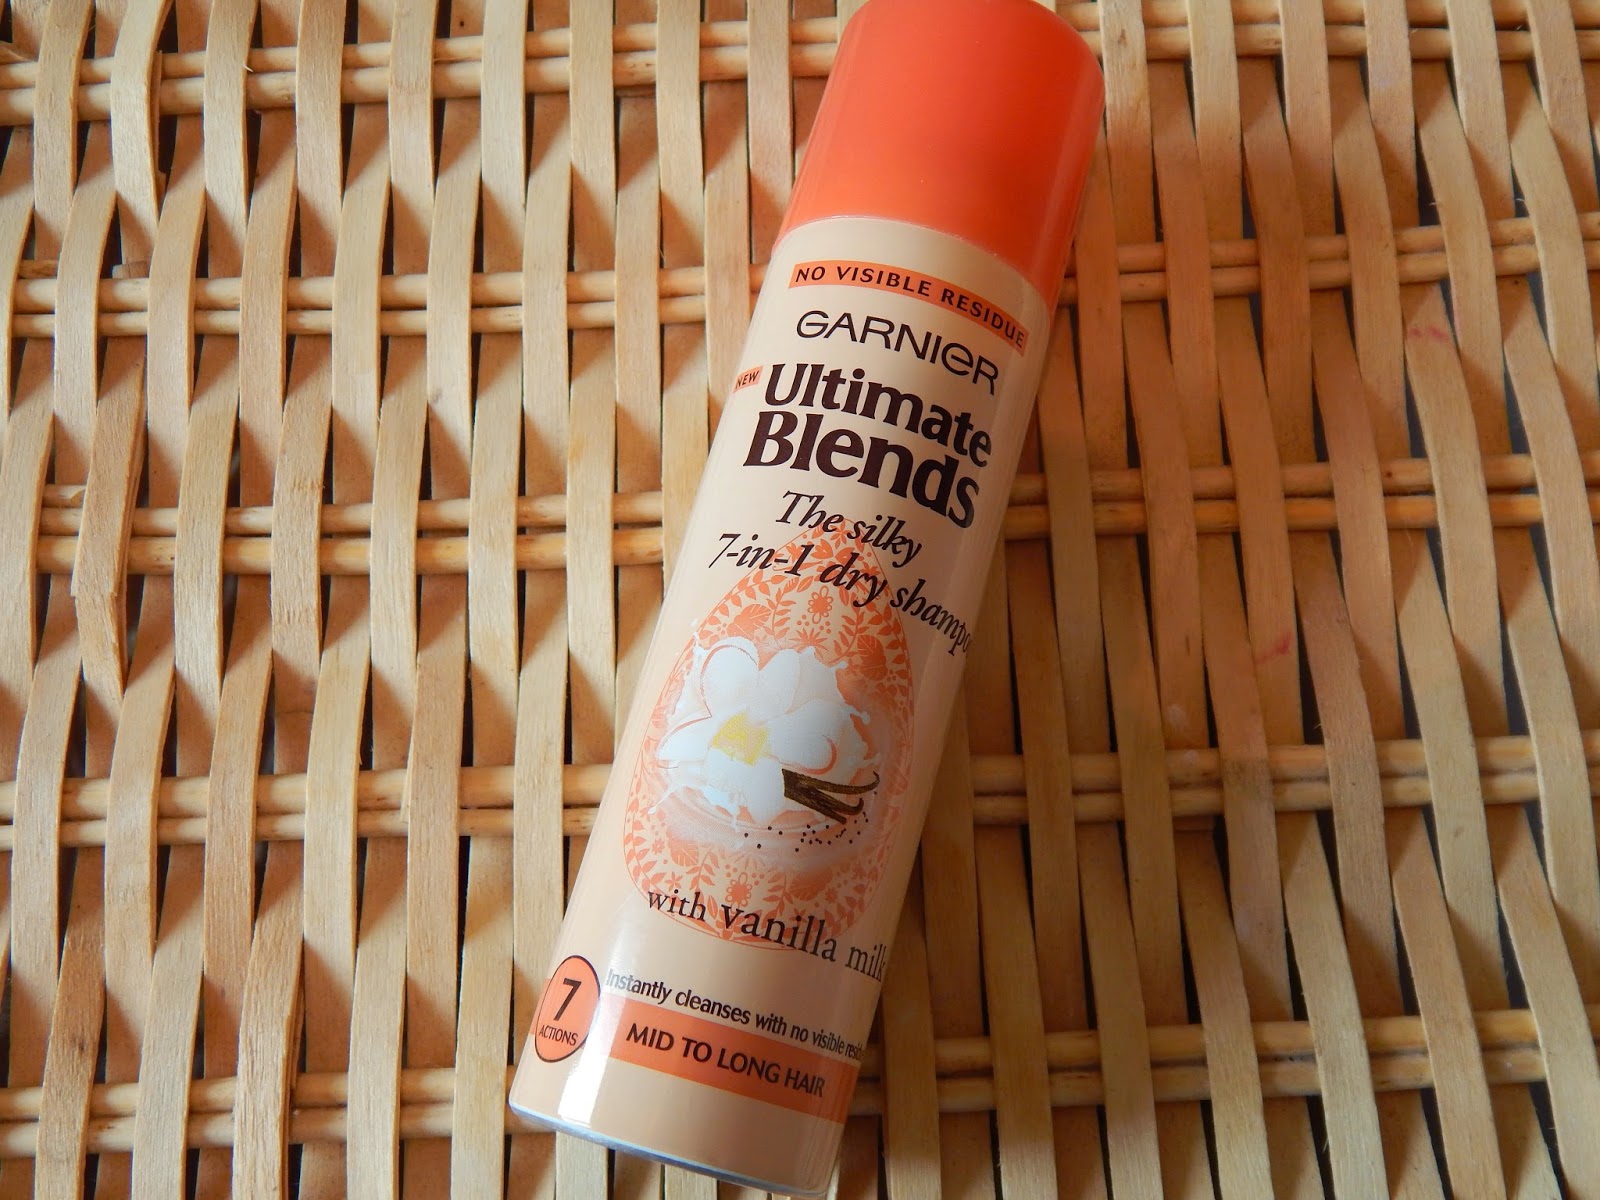 NO VISIBLE RESIDUE
GARNIER
NEW
Ultimate
Blends
The silky
7-in-1 dry shampo
with vanilla milk
7
ACTIONS
Instantly cleanses with no visible resid
MID TO LONG HAIR